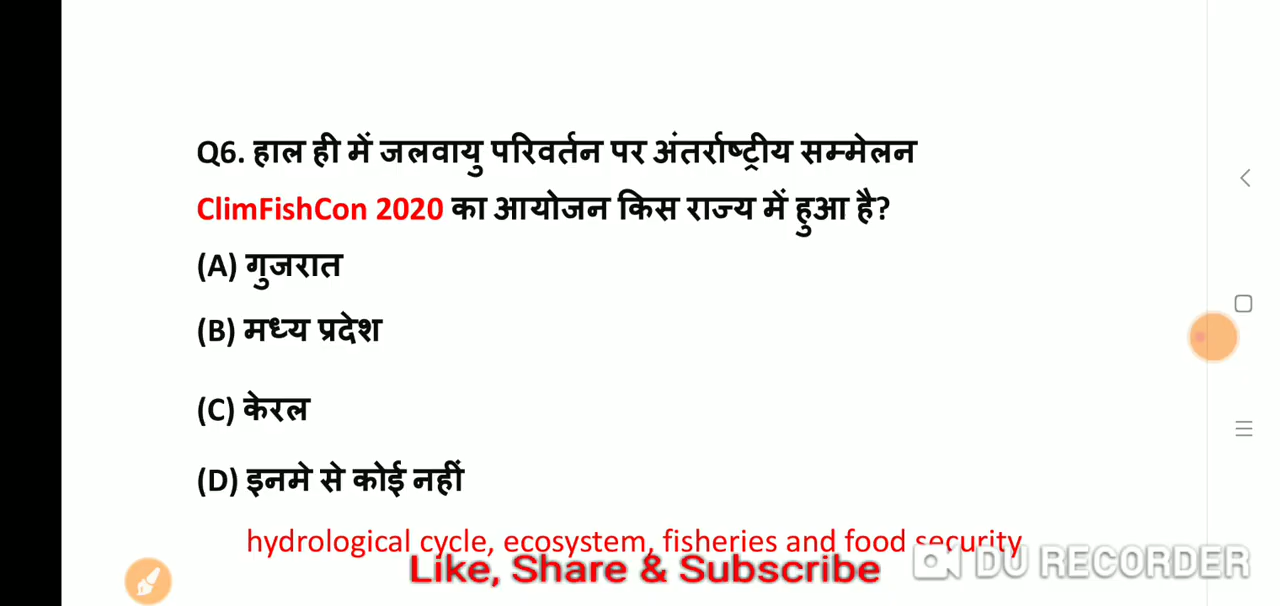 Q6. हाल ही में जलवायु परिवर्तन पर अंतर्राष्ट्रीय सम्मेलन
ClimFishCon 2020 का आयोजन किस राज्य में हुआ है?
(A) गुजरात
(B) मध्य प्रदेश
(C) केरल
(D) इनमे से कोई नहीं
hydrological cycle, ecosystem, fisheries and food security
Like, Share & Subscribe
DU RECORDER